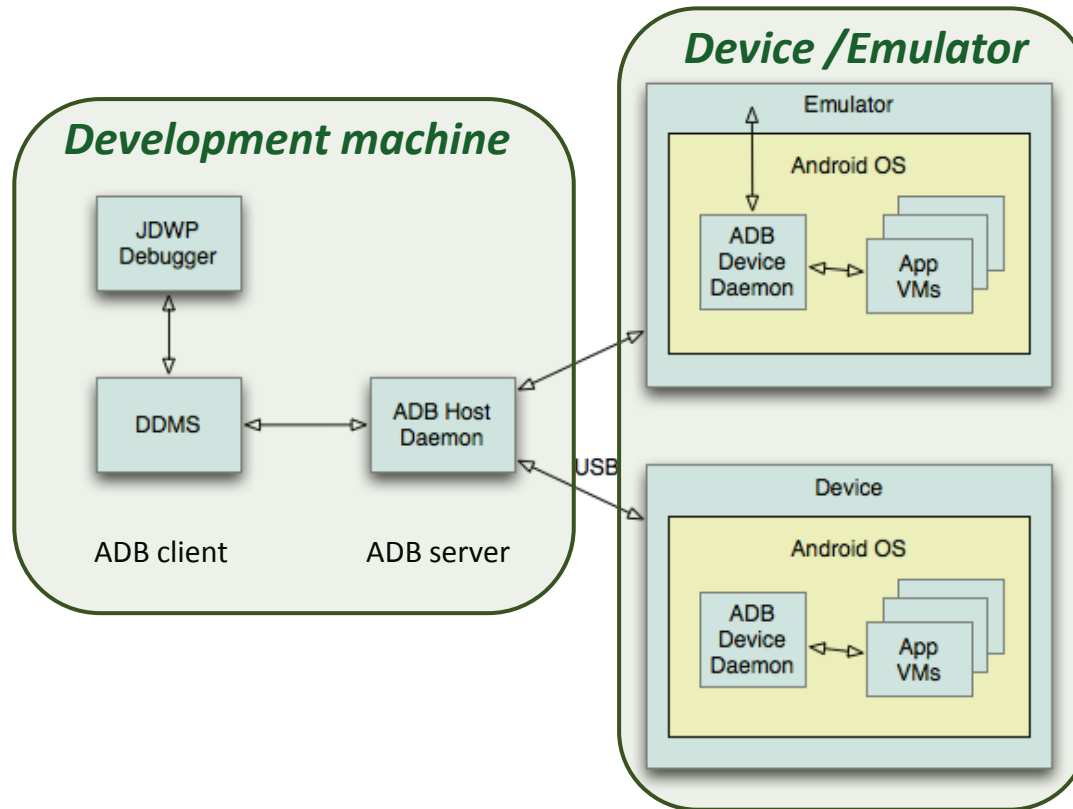 Development machine
JDWP
Debugger
DDMS
ADB Host
Daemon
ADB client
ADB server
USB
Device /Emulator
Emulator
Android OS
ADB
Device
Daemon
App
VMs
Device
Android OS
ADB
Device
Daemon
App
VMs